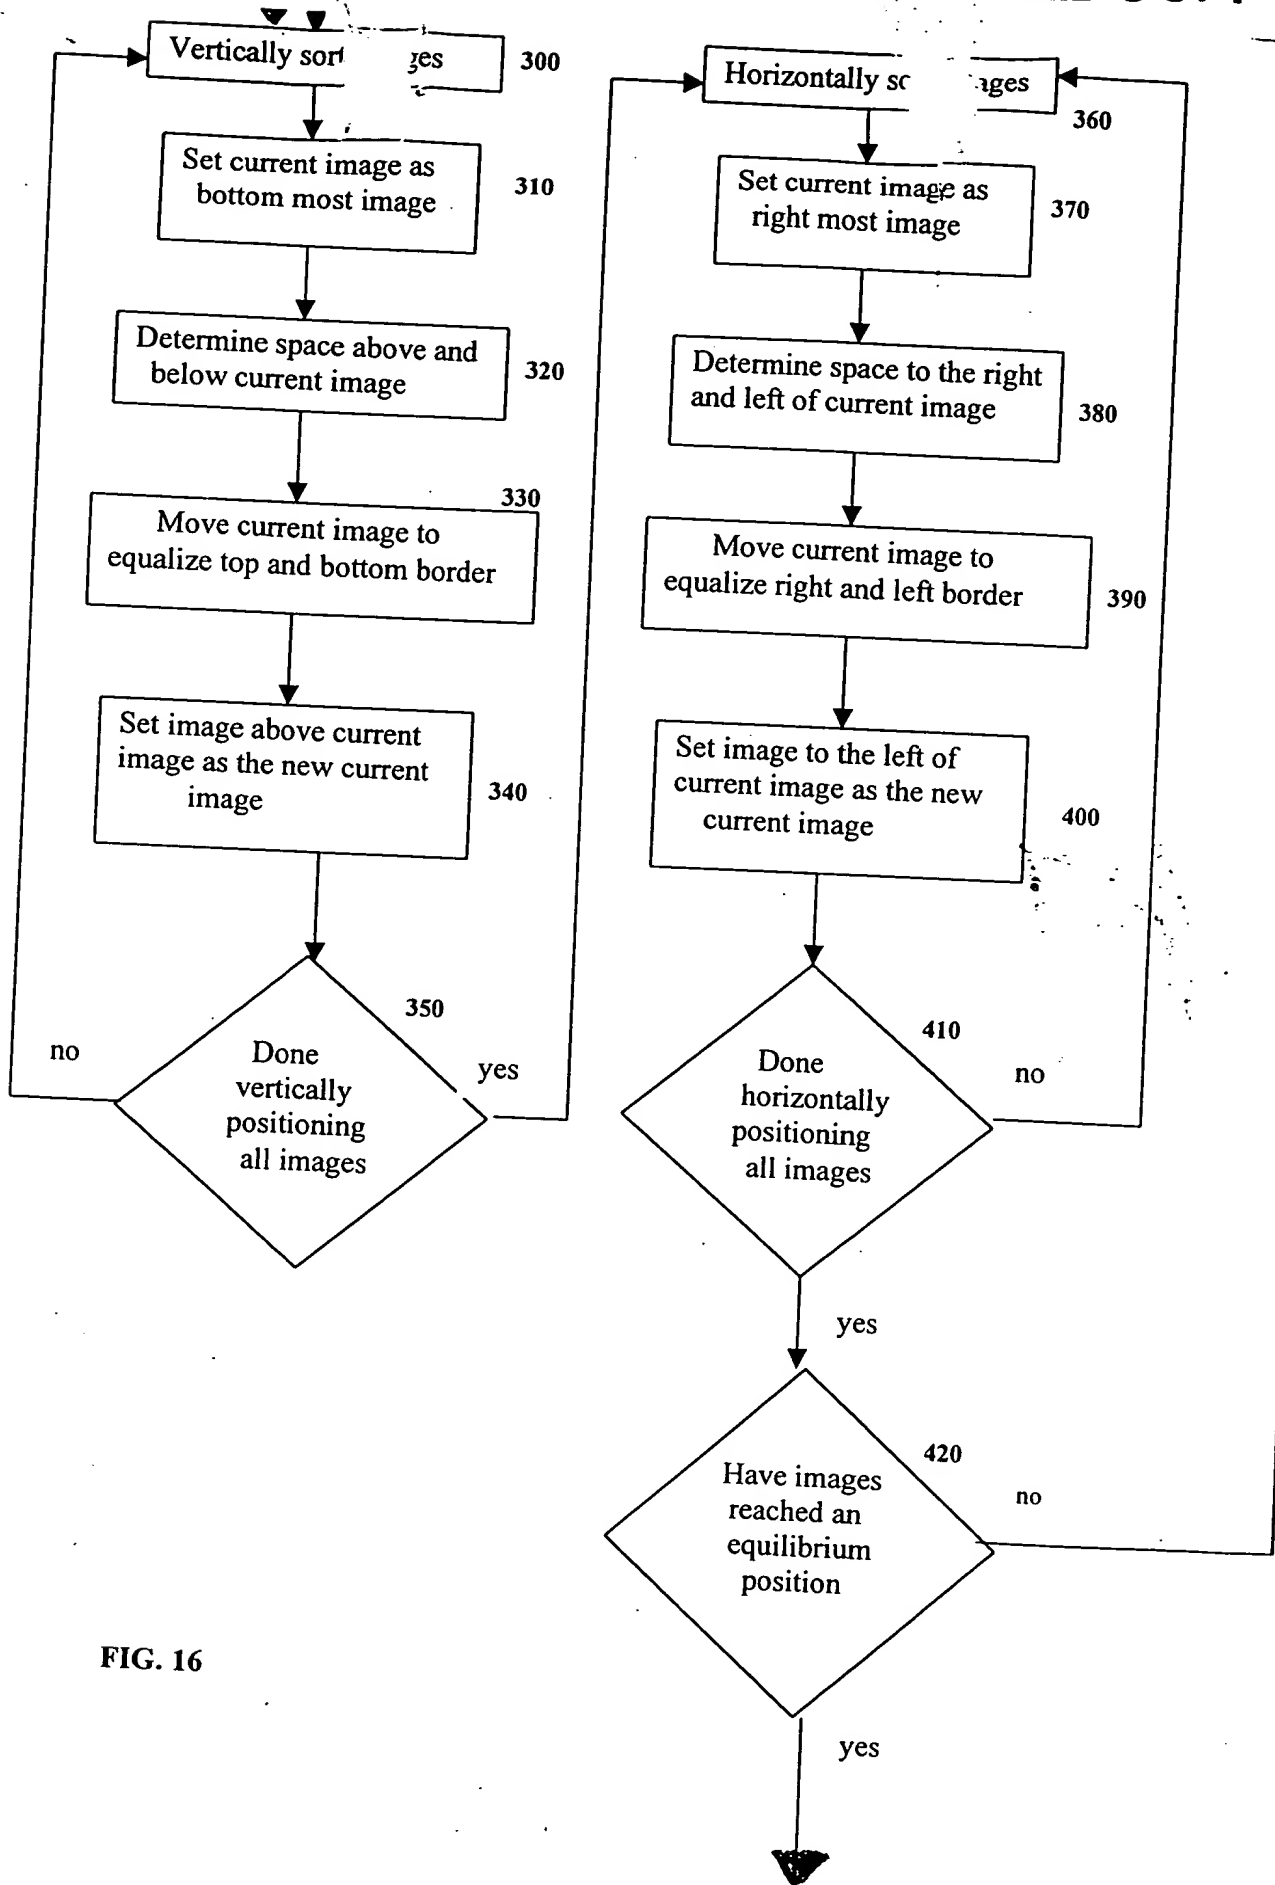 Vertically
300
Set current image as
bottom most image
310
Determine space above and
below current image
320
330
Move current image to
equalize top and bottom border
Set image above current
image as the new current
image
340
350
Done
vertically
positioning
all images
no
yes
Horizontally
360
Set current image as
right most image
370
Determine space to the right
and left of current image
380
Move current image to
equalize right and left border
390
Set image to the left of
current image as the new
current image
400
410
Done
horizontally
positioning
all images
no
yes
420
Have images
reached an
equilibrium
position
no
yes
FIG. 16